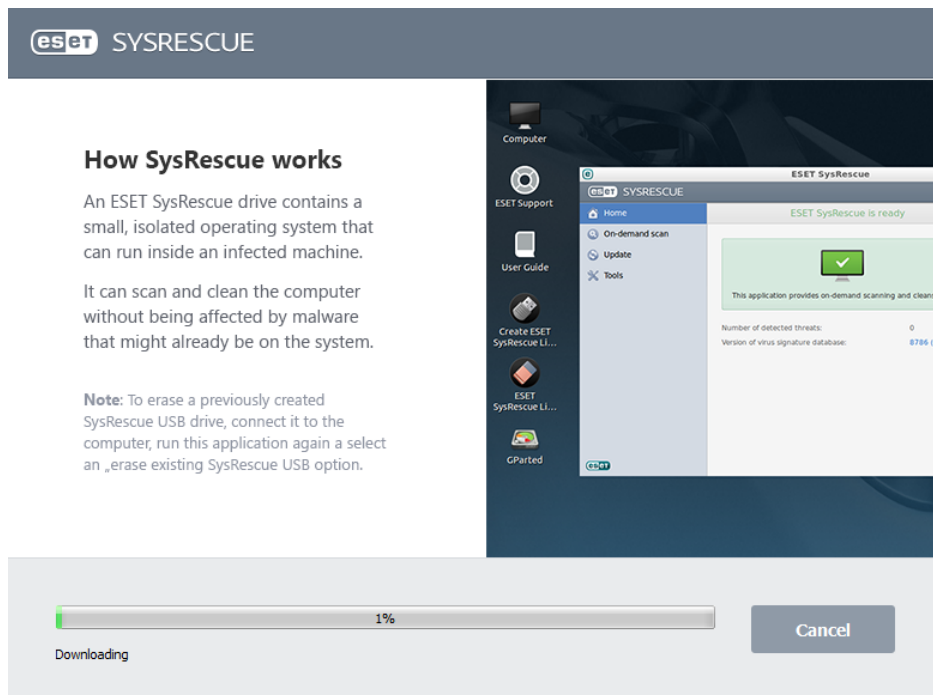 eset SYSRESCUE
How SysRescue works
An ESET SysRescue drive contains a
small, isolated operating system that
can run inside an infected machine.
It can scan and clean the computer
without being affected by malware
that might already be on the system.
Note: To erase a previously created
SysRescue USB drive, connect it to the
computer, run this application again a select
an „erase existing SysRescue USB option.
Computer
ESET Support
User Guide
Create ESET
SysRescue Li...
ESET
SysRescue Li...
GParted
e
ESET SysRescue
eset SYSRESCUE
Home
On-demand scan
Update
Tools
ESET SysRescue is ready
This application provides on-demand scanning and clean
Number of detected threats: 0
Version of virus signature database: 8786 (
eset
1%
Downloading
Cancel